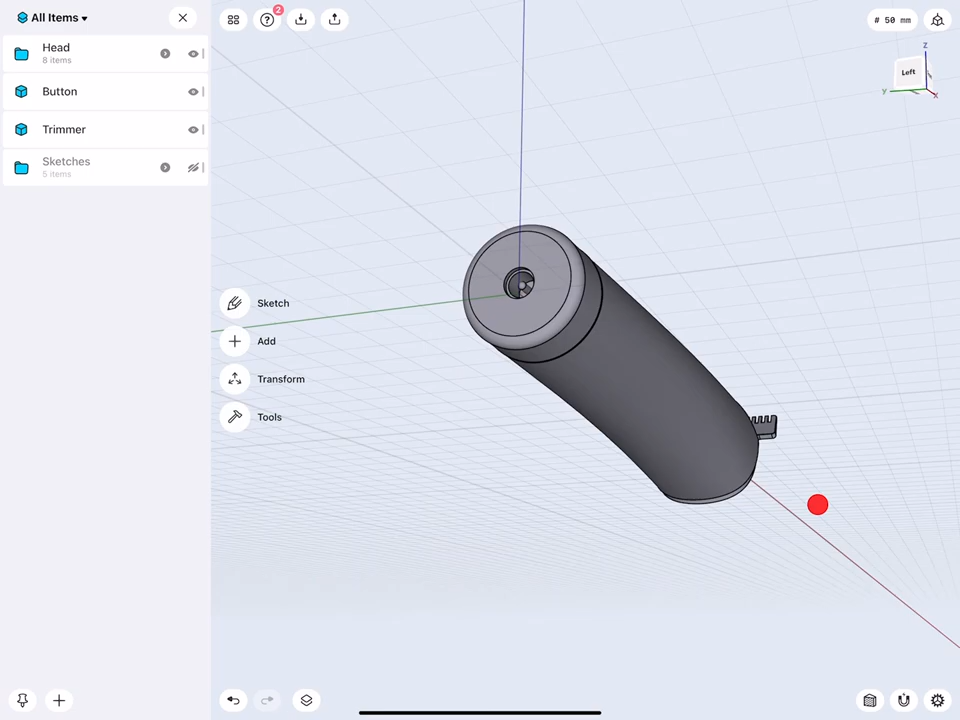 All Items
Head
8 items
Button
Trimmer
Sketches
5 items
2
# 50 mm
Z
Left
y
X
Sketch
Add
Transform
Tools